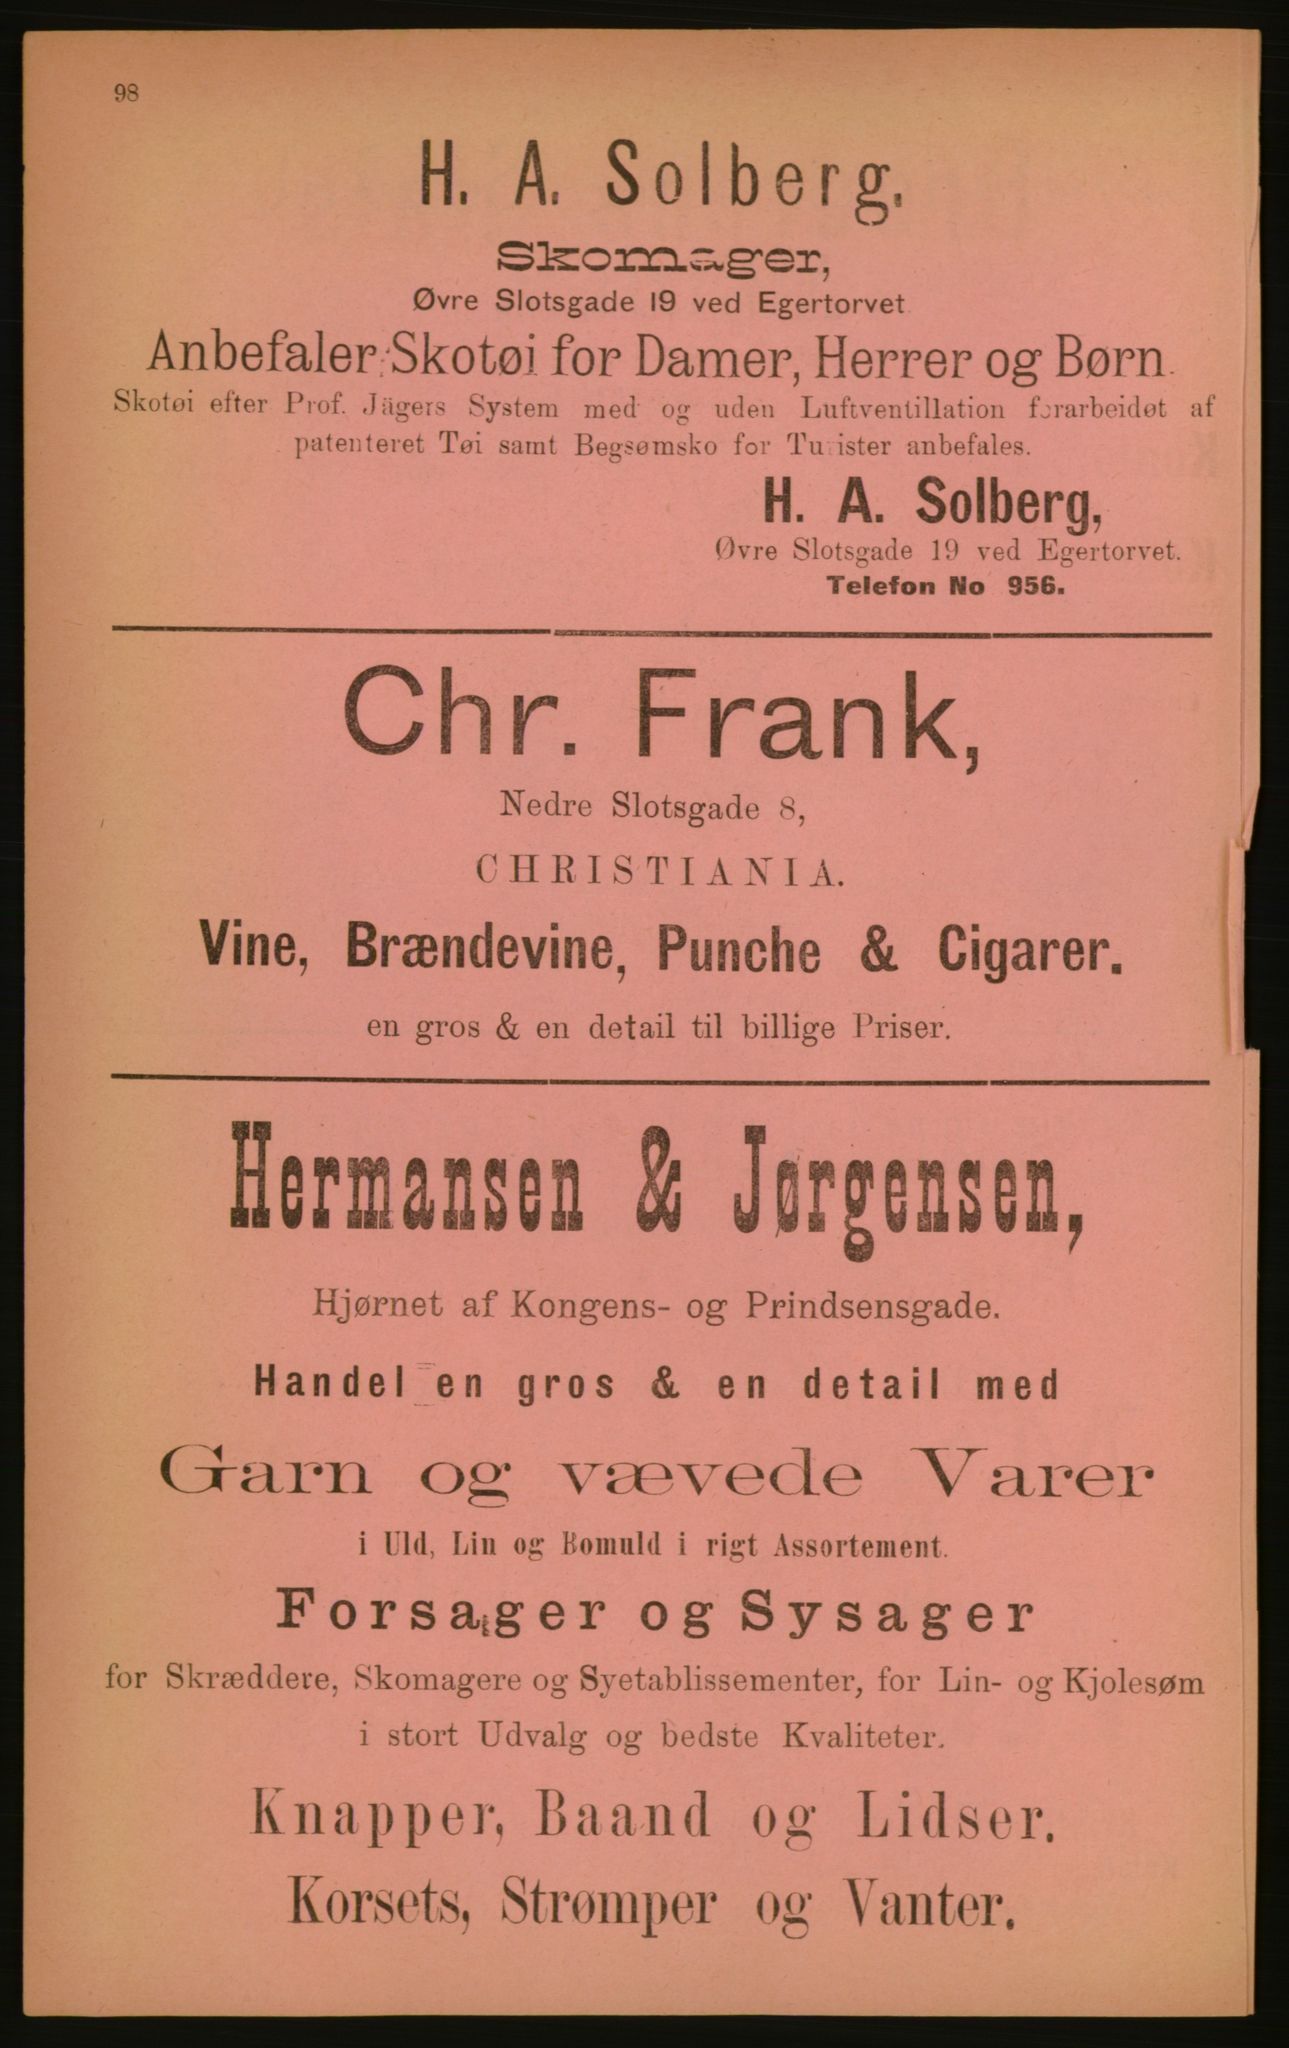 98
H. A. Solberg.
Skomager,
Øvre Slotsgade 19 ved Egertorvet.
Anbefaler Skotøi for Damer, Herrer og Børn.
Skotøi efter Prof. Jägers System med og uden Luftventillation forarbeidet af
patenteret Tøi samt Begsømsko for Turister anbefales.
H. A. Solberg,
Øvre Slotsgade 19 ved Egertorvet.
Telefon No 956.
Chr. Frank,
Nedre Slotsgade 8,
CHRISTIANIA.
Vine, Brændevine, Punche & Cigarer.
en gros & en detail til billige Priser.
Hermansen & Jørgensen,
Hjørnet af Kongens- og Prindsensgade.
Handel en gros & en detail med
Garn og vævede Varer
i Uld, Lin og Bomuld i rigt Assortement.
Forsager og Sysager
for Skræddere, Skomagere og Syetablissementer, for Lin- og Kjolesøm
i stort Udvalg og bedste Kvaliteter.
Knapper, Baand og Lidser.
Korsets, Strømper og Vanter.